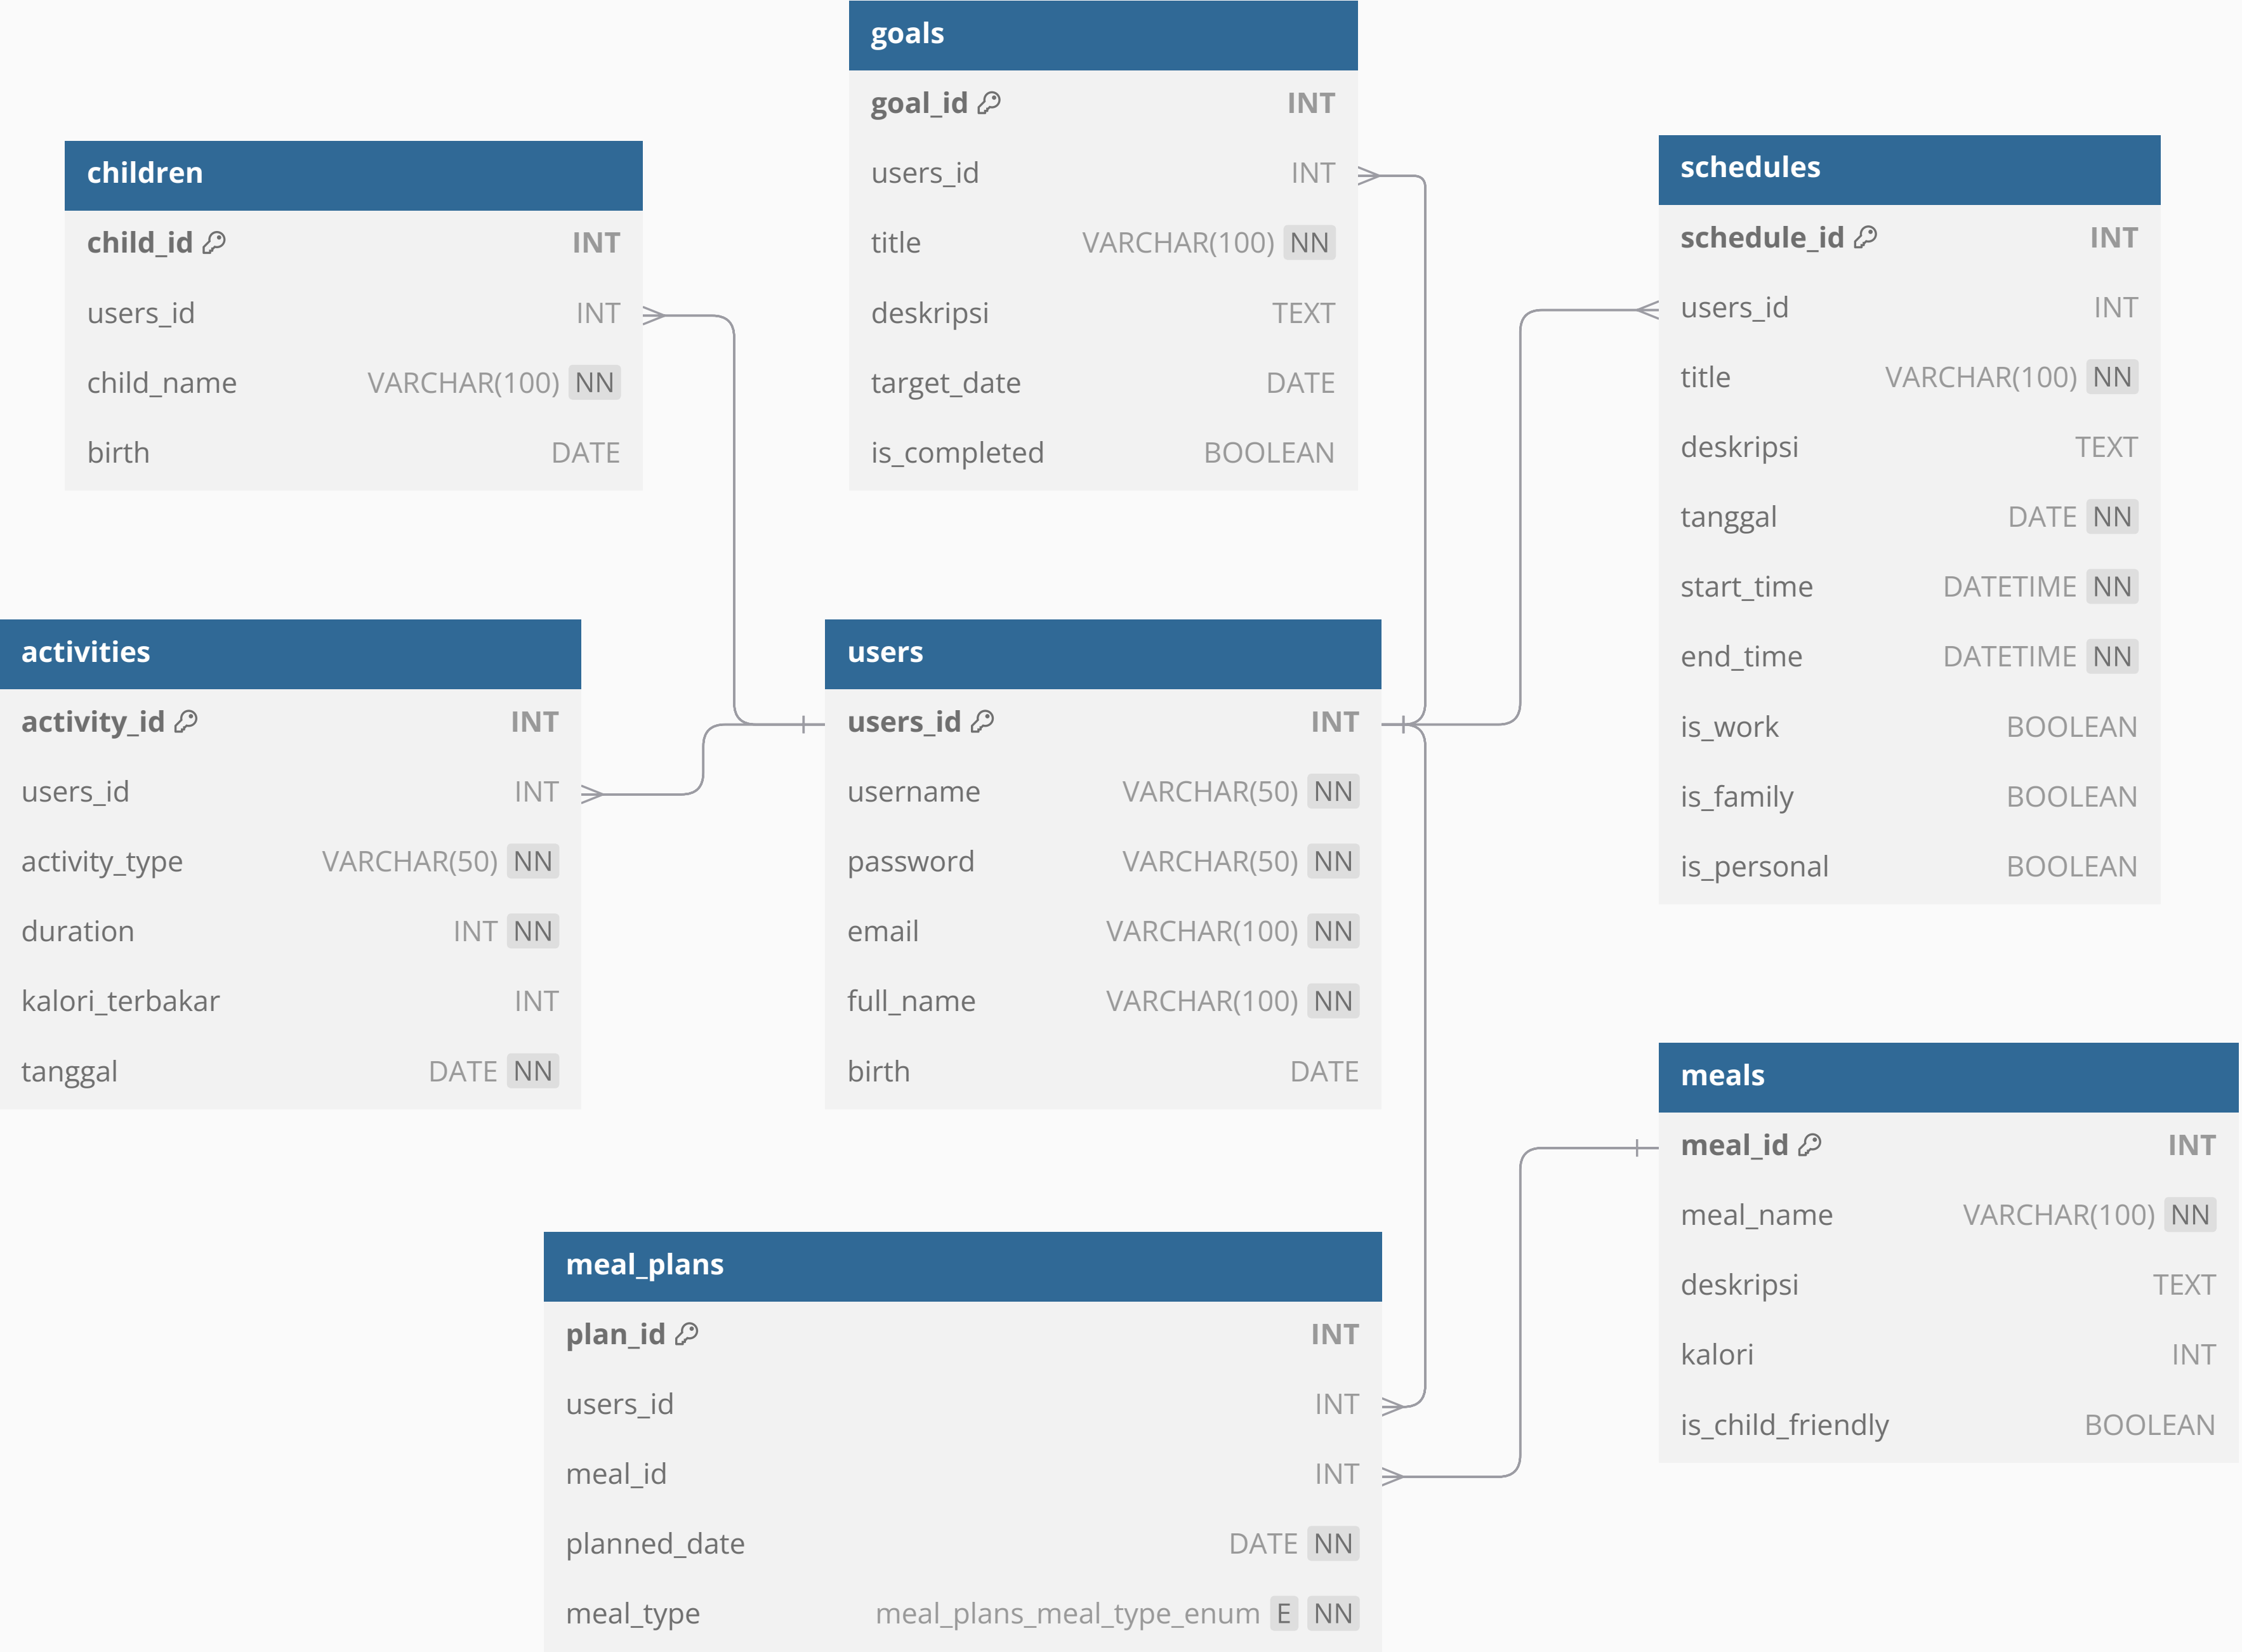 goals
goal_id INT
users_id INT
title VARCHAR(100) NN
deskripsi TEXT
target_date DATE
is_completed BOOLEAN
children
child_id INT
users_id INT
child_name VARCHAR(100) NN
birth DATE
schedules
schedule_id INT
users_id INT
title VARCHAR(100) NN
deskripsi TEXT
tanggal DATE NN
start_time DATETIME NN
end_time DATETIME NN
is_work BOOLEAN
is_family BOOLEAN
is_personal BOOLEAN
activities
activity_id INT
users_id INT
activity_type VARCHAR(50) NN
duration INT NN
kalori_terbakar INT
tanggal DATE NN
users
users_id INT
username VARCHAR(50) NN
password VARCHAR(50) NN
email VARCHAR(100) NN
full_name VARCHAR(100) NN
birth DATE
meals
meal_id INT
meal_name VARCHAR(100) NN
deskripsi TEXT
kalori INT
is_child_friendly BOOLEAN
meal_plans
plan_id INT
users_id INT
meal_id INT
planned_date DATE NN
meal_type meal_plans_meal_type_enum E NN